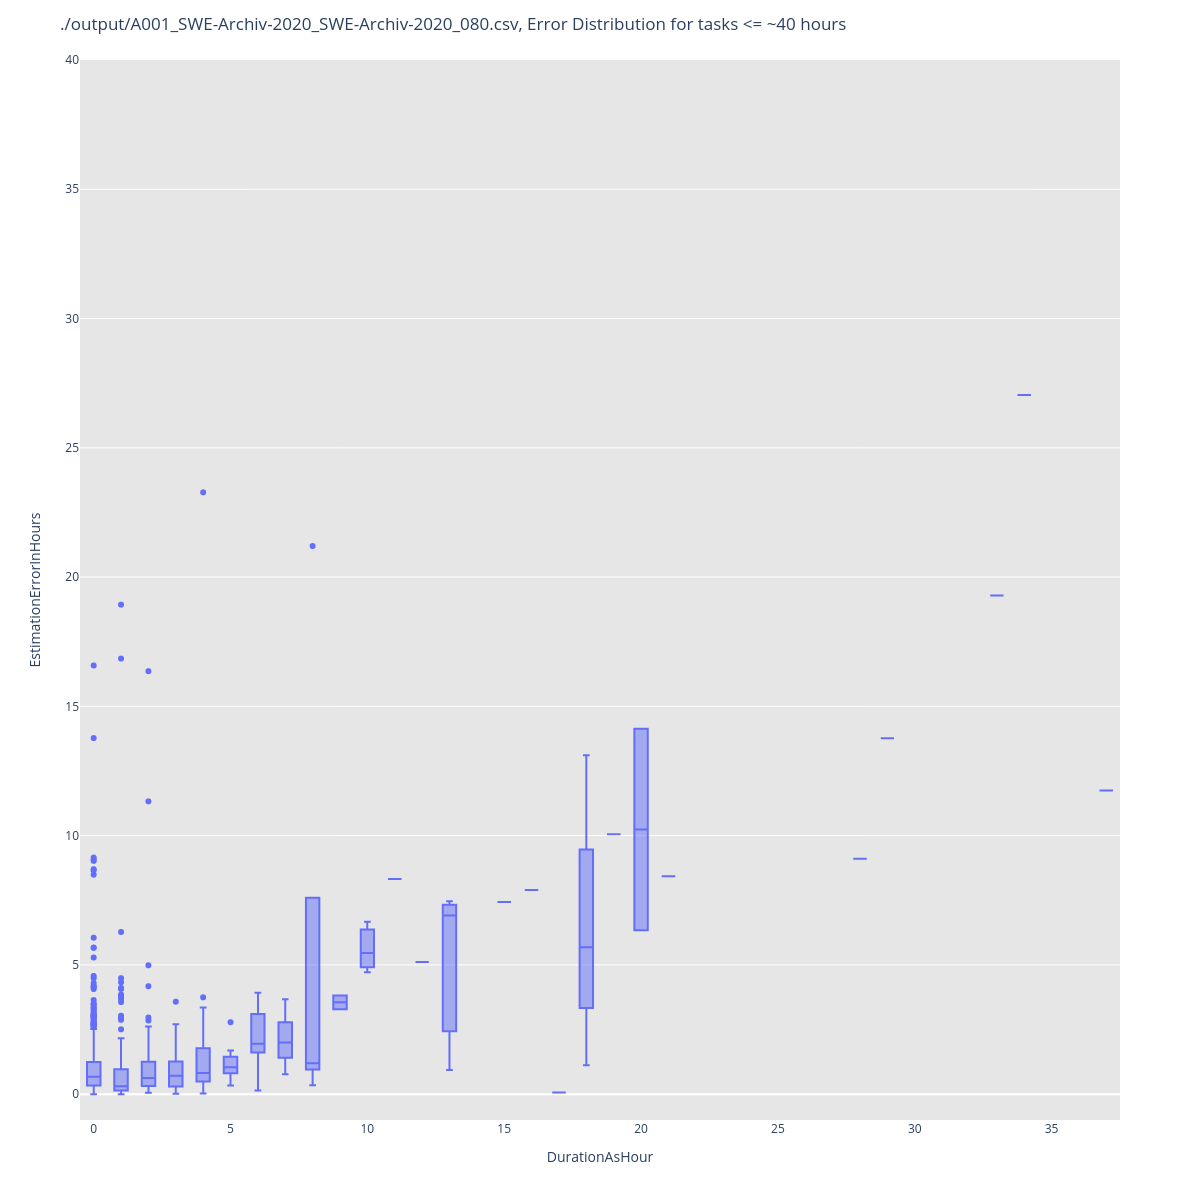 ./output/A001_SWE-Archiv-2020_SWE-Archiv-2020_080.csv, Error Distribution for tasks <= ~40 hours
40
35
30
25
20
15
10
5
0
EstimationErrorInHours
0 5 10 15 20 25 30 35
DurationAsHour